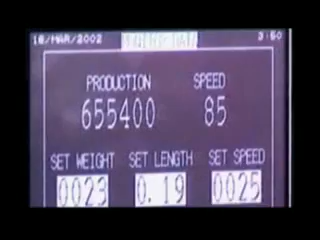 18/MAR/2002 3:50
PRODUCTION SPEED
655400 85
SET WEIGHT SET LENGTH SET SPEED
0023 0.19 0025